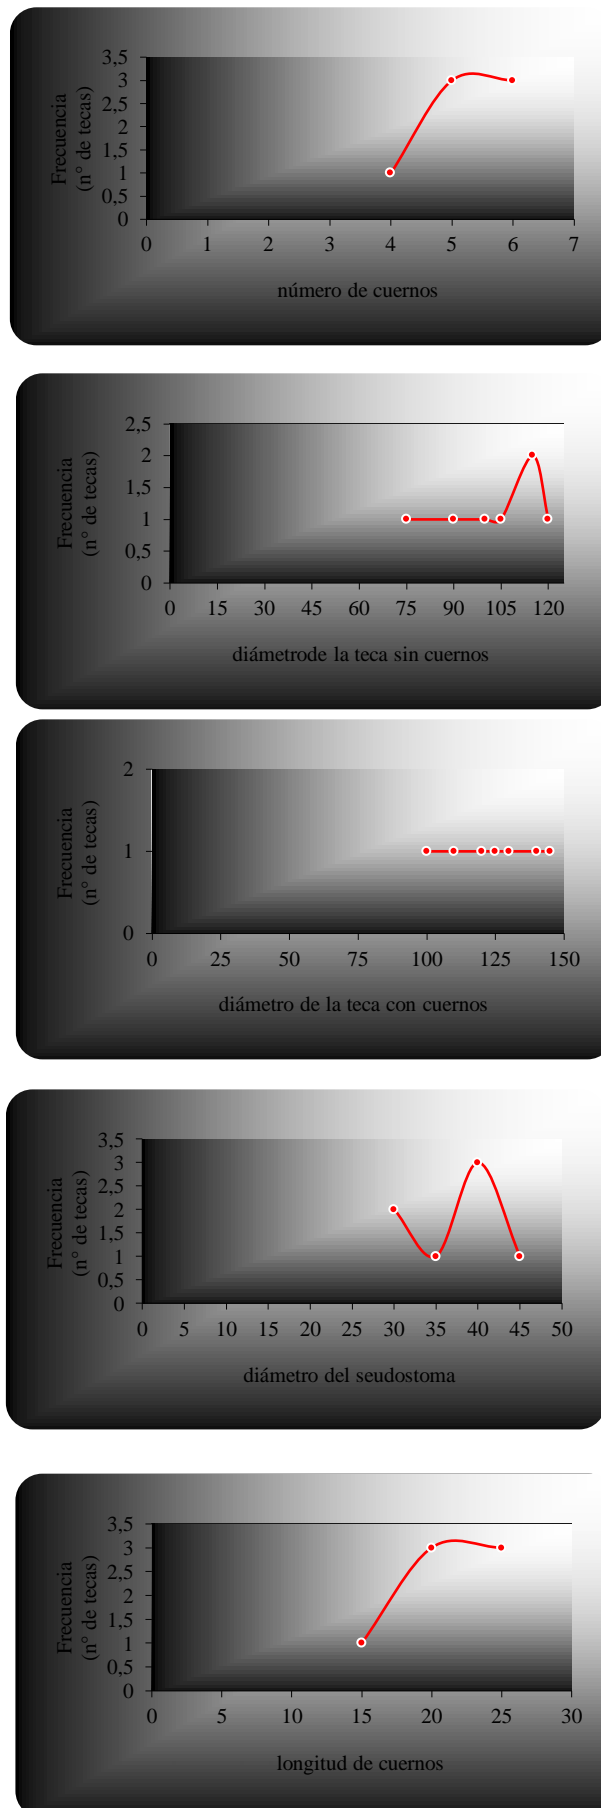 Frecuencia
(n° de tecas)
3,5
3
2,5
2
1,5
1
0,5
0
0 1 2 3 4 5 6 7
número de cuernos
Frecuencia
(n° de tecas)
2,5
2
1,5
1
0,5
0
0 15 30 45 60 75 90 105 120
diámetrode la teca sin cuernos
Frecuencia
(n° de tecas)
2
1
0
0 25 50 75 100 125 150
diámetro de la teca con cuernos
Frecuencia
(n° de tecas)
3,5
3
2,5
2
1,5
1
0,5
0
0 5 10 15 20 25 30 35 40 45 50
diámetro del seudostoma
Frecuencia
(n° de tecas)
3,5
3
2,5
2
1,5
1
0,5
0
0 5 10 15 20 25 30
longitud de cuernos